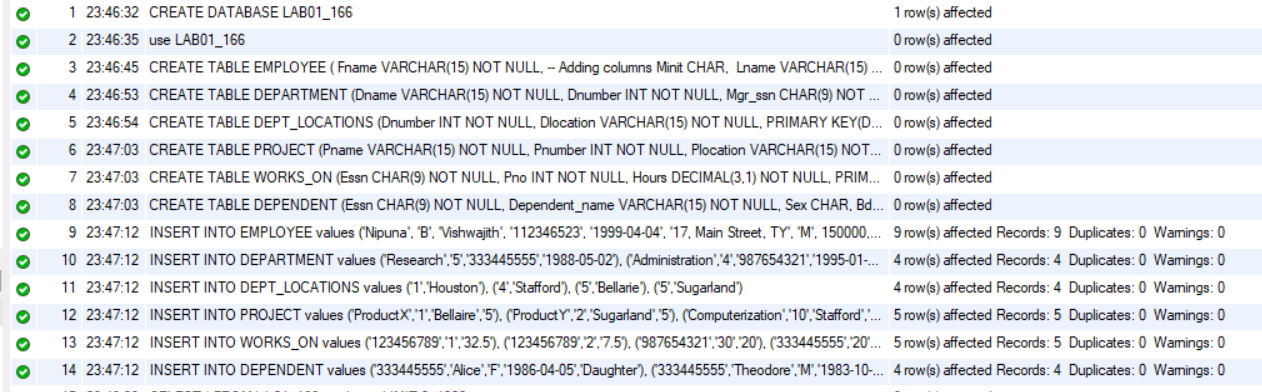 1 23:46:32 CREATE DATABASE LAB01_166 1 row(s) affected
2 23:46:35 use LAB01_166 0 row(s) affected
3 23:46:45 CREATE TABLE EMPLOYEE ( Fname VARCHAR(15) NOT NULL, -- Adding columns Minit CHAR, Lname VARCHAR(15) ... 0 row(s) affected
4 23:46:53 CREATE TABLE DEPARTMENT (Dname VARCHAR(15) NOT NULL, Dnumber INT NOT NULL, Mgr_ssn CHAR(9) NOT ... 0 row(s) affected
5 23:46:54 CREATE TABLE DEPT_LOCATIONS (Dnumber INT NOT NULL, Dlocation VARCHAR(15) NOT NULL, PRIMARY KEY(D... 0 row(s) affected
6 23:47:03 CREATE TABLE PROJECT (Pname VARCHAR(15) NOT NULL, Pnumber INT NOT NULL, Plocation VARCHAR(15) NOT... 0 row(s) affected
7 23:47:03 CREATE TABLE WORKS_ON (Essn CHAR(9) NOT NULL, Pno INT NOT NULL, Hours DECIMAL(3,1) NOT NULL, PRIM... 0 row(s) affected
8 23:47:03 CREATE TABLE DEPENDENT (Essn CHAR(9) NOT NULL, Dependent_name VARCHAR(15) NOT NULL, Sex CHAR, Bd... 0 row(s) affected
9 23:47:12 INSERT INTO EMPLOYEE values ('Nipuna', 'B', 'Vishwajith', '112346523', '1999-04-04', '17, Main Street, TY', 'M', 150000,... 9 row(s) affected Records: 9 Duplicates: 0 Warnings: 0
10 23:47:12 INSERT INTO DEPARTMENT values ('Research','5','333445555','1988-05-02'), ('Administration','4','987654321','1995-01-... 4 row(s) affected Records: 4 Duplicates: 0 Warnings: 0
11 23:47:12 INSERT INTO DEPT_LOCATIONS values ('1','Houston'), ('4','Stafford'), ('5','Bellarie'), ('5','Sugarland') 4 row(s) affected Records: 4 Duplicates: 0 Warnings: 0
12 23:47:12 INSERT INTO PROJECT values ('ProductX','1','Bellaire','5'), ('ProductY','2','Sugarland','5'), ('Computerization','10','Stafford','... 5 row(s) affected Records: 5 Duplicates: 0 Warnings: 0
13 23:47:12 INSERT INTO WORKS_ON values ('123456789','1','32.5'), ('123456789','2','7.5'), ('987654321','30','20'), ('333445555','20'... 5 row(s) affected Records: 5 Duplicates: 0 Warnings: 0
14 23:47:12 INSERT INTO DEPENDENT values ('333445555','Alice','F','1986-04-05','Daughter'), ('333445555','Theodore','M','1983-10-... 4 row(s) affected Records: 4 Duplicates: 0 Warnings: 0